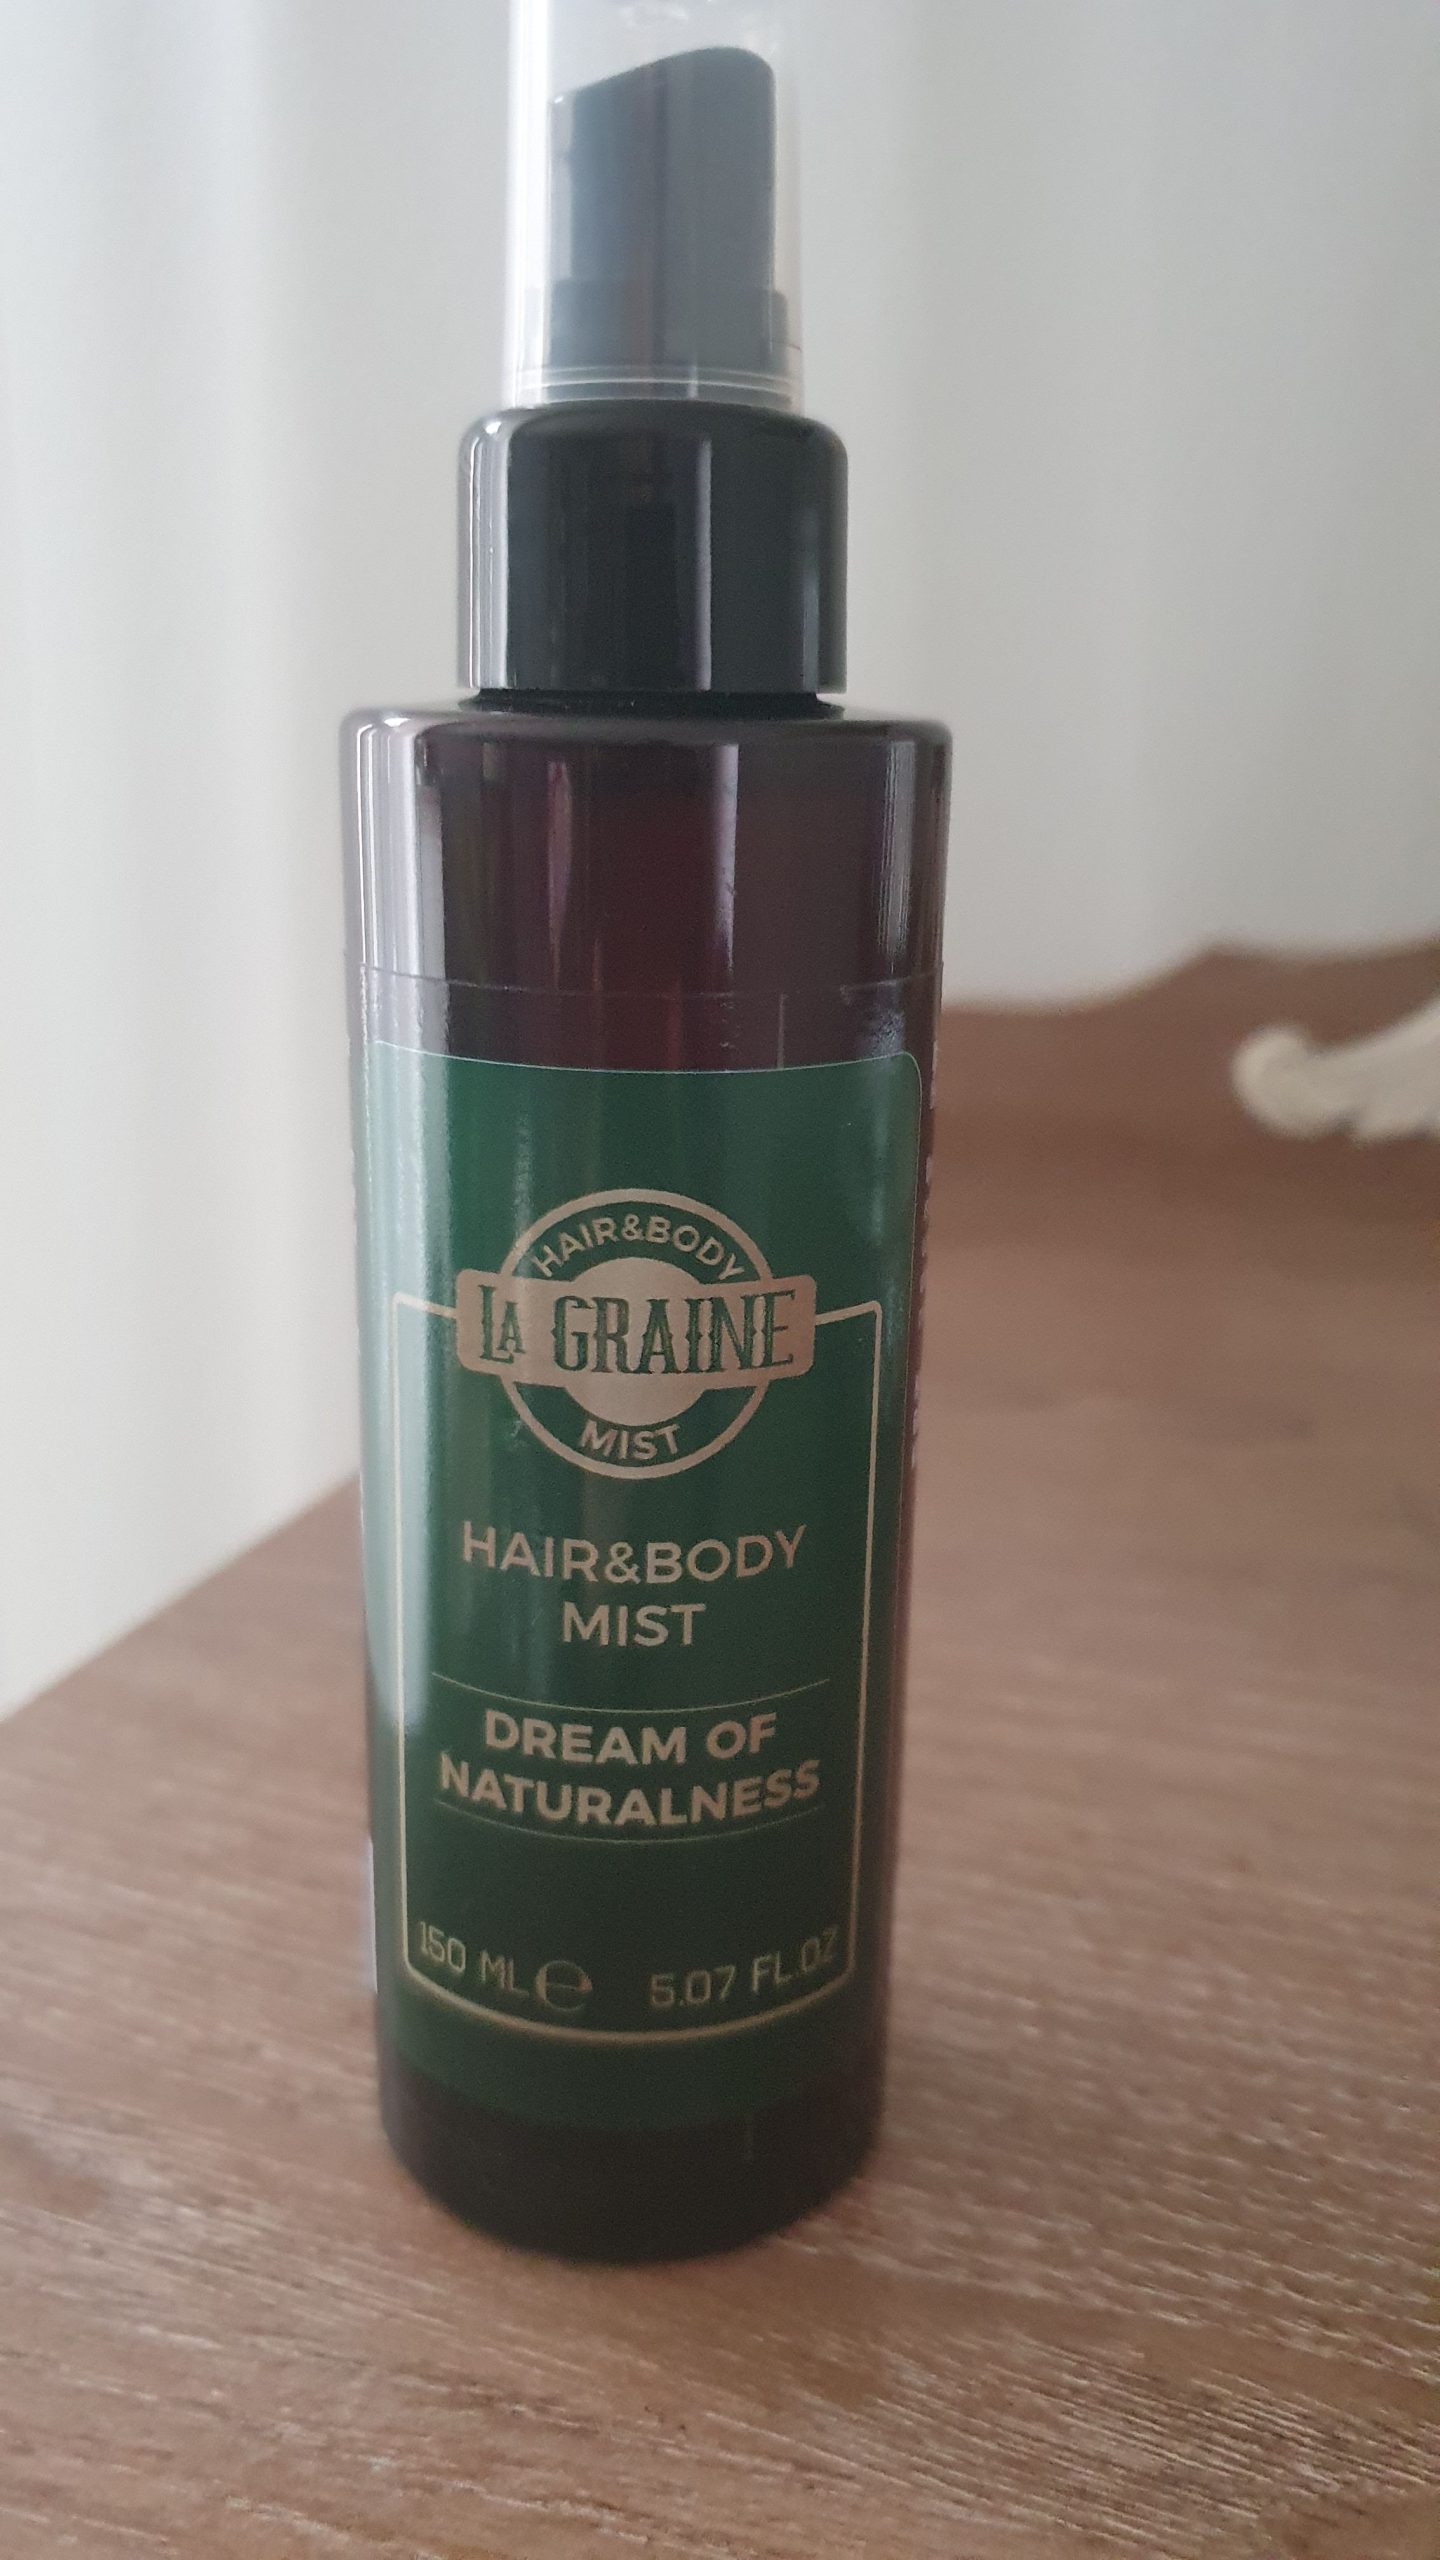 HAIR&BODY
LA GRAINE
MIST
HAIR&BODY
MIST
DREAM OF
NATURALNESS
150 ML ℮ 5.07 FL.OZ